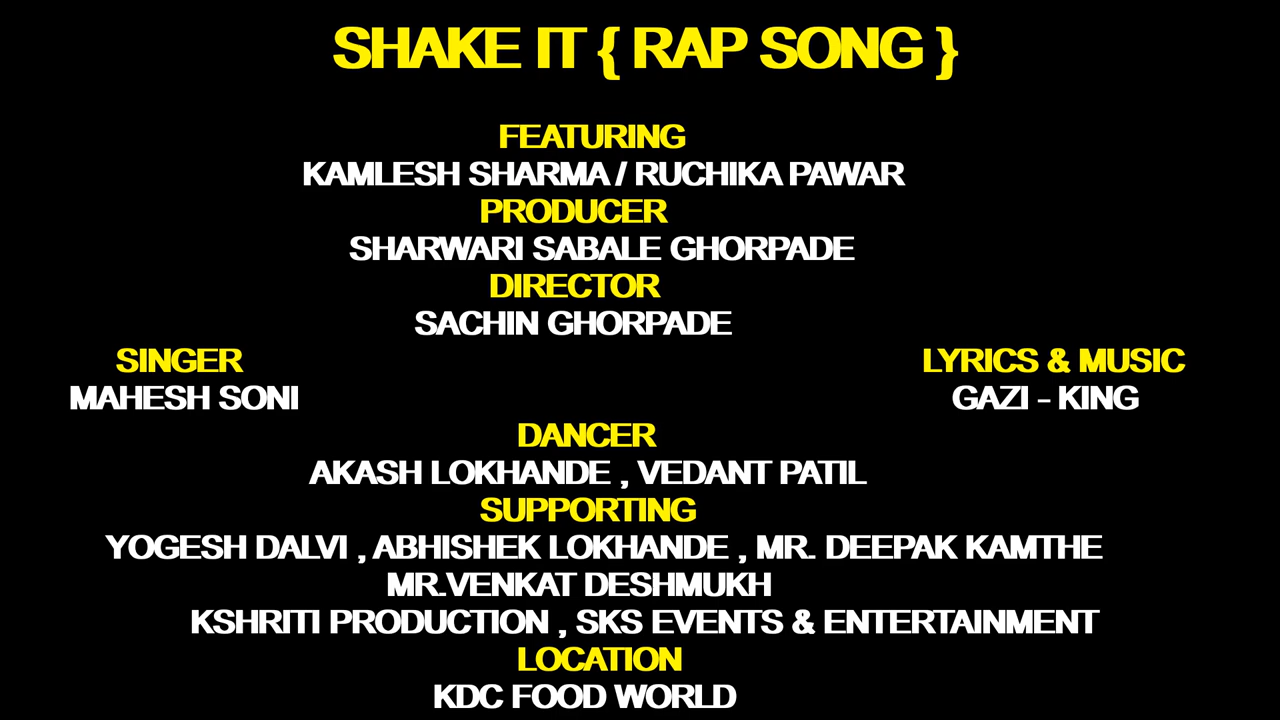 SHAKE IT { RAP SONG }
FEATURING
KAMLESH SHARMA / RUCHIKA PAWAR
PRODUCER
SHARWARI SABALE GHORPADE
DIRECTOR
SACHIN GHORPADE
SINGER LYRICS & MUSIC
MAHESH SONI GAZI - KING
DANCER
AKASH LOKHANDE , VEDANT PATIL
SUPPORTING
YOGESH DALVI , ABHISHEK LOKHANDE , MR. DEEPAK KAMTHE
MR.VENKAT DESHMUKH
KSHRITI PRODUCTION , SKS EVENTS & ENTERTAINMENT
LOCATION
KDC FOOD WORLD